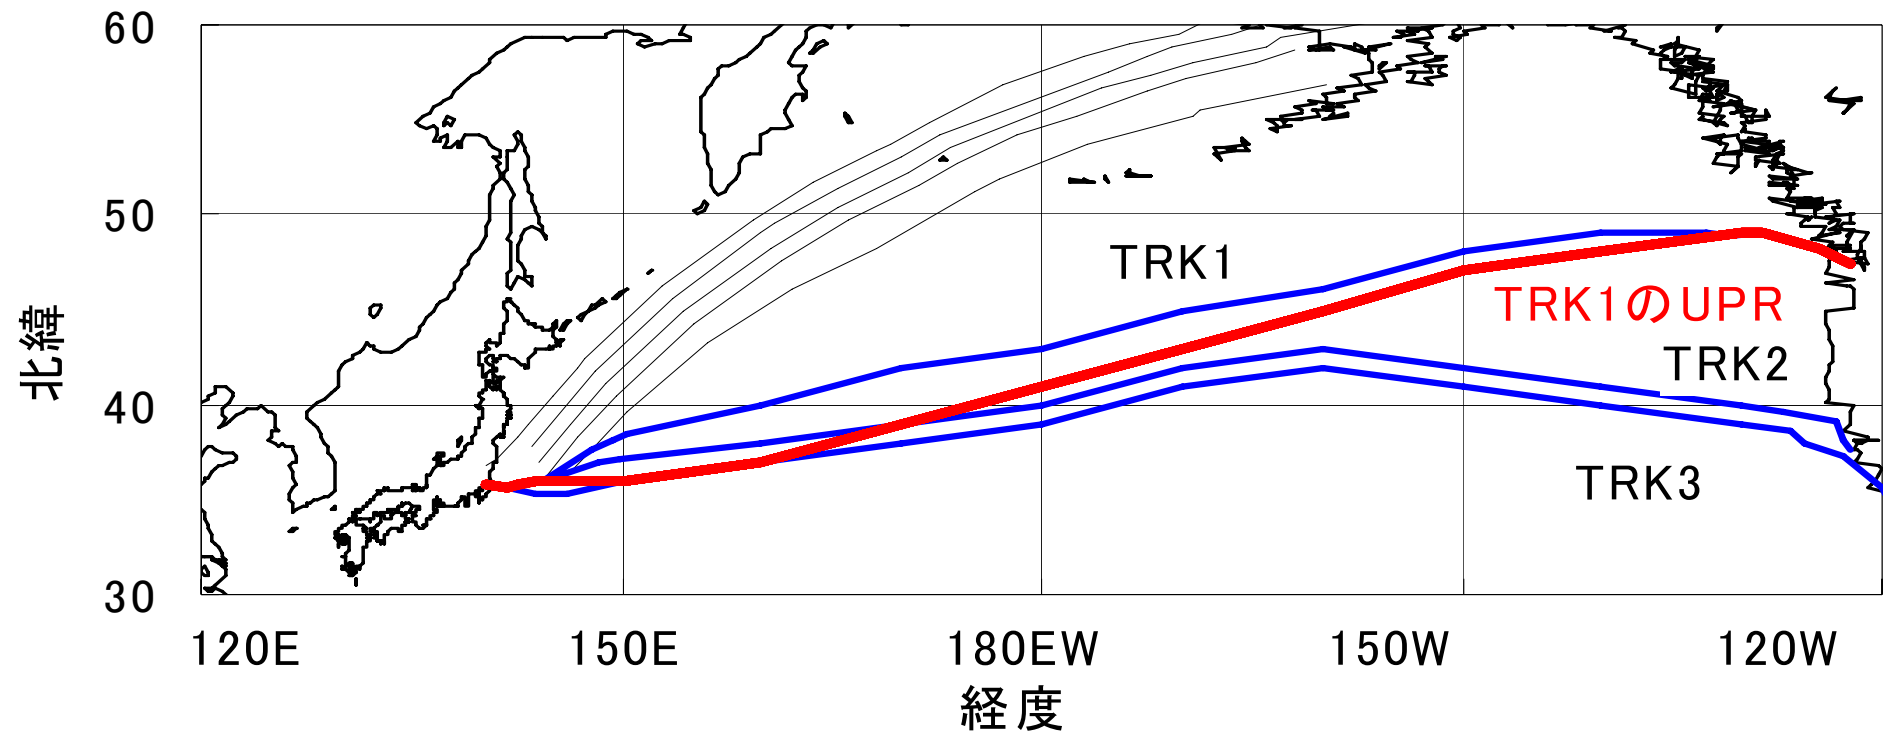 60
50
40
30
北緯
TRK1
TRK1のUPR
TRK2
TRK3
120E
150E
180EW
150W
120W
経度